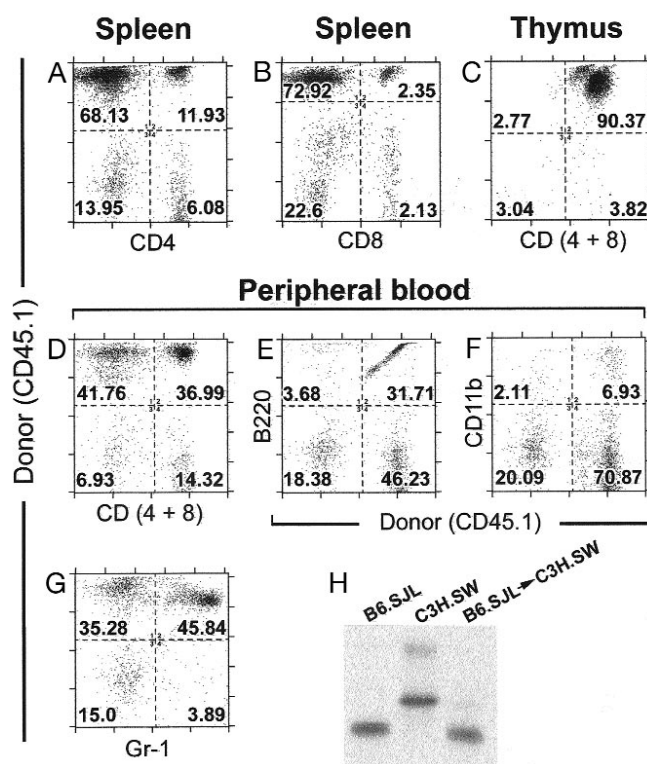 Spleen Spleen Thymus
A B C
68.13 11.93 72.92 2.35 2.77 90.37
13.95 6.08 22.6 2.13 3.04 3.82
CD4 CD8 CD (4 + 8)
Donor (CD45.1)
Peripheral blood
D E F
41.76 36.99 3.68 31.71 2.11 6.93
B220 CD11b
6.93 14.32 18.38 46.23 20.09 70.87
CD (4 + 8)
Donor (CD45.1)
G H
B6.SJL C3H.SW B6.SJL→C3H.SW
35.28 45.84
15.0 3.89
Gr-1